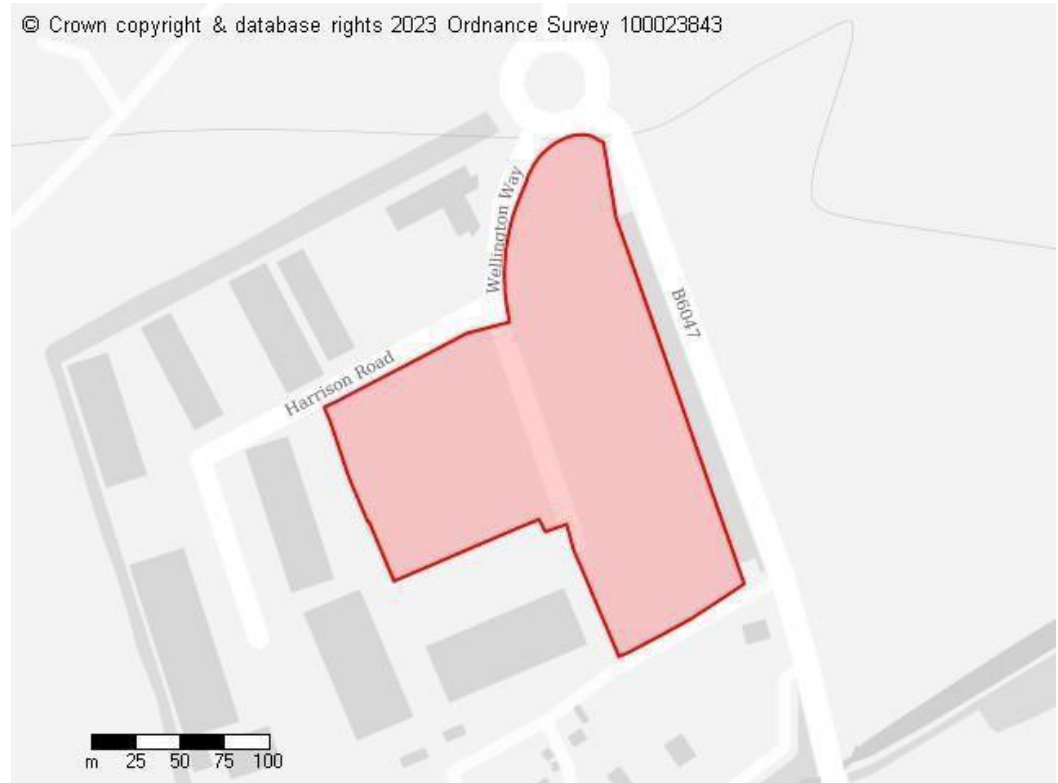 © Crown copyright & database rights 2023 Ordnance Survey 100023843
Wellington Way
B6047
Harrison Road
m 25 50 75 100